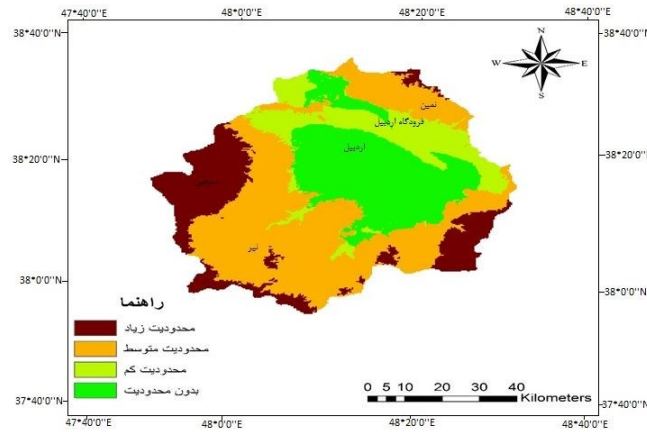 47°40'0"E 48°0'0"E 48°20'0"E 48°40'0"E
38°40'0"N 38°40'0"N
N
W E
S
نمین
فرودگاه اردبیل
اردبیل
38°20'0"N 38°20'0"N
نیر
38°0'0"N 38°0'0"N
راهنما
محدودیت زیاد
محدودیت متوسط
محدودیت کم
بدون محدودیت
0 5 10 20 30 40
Kilometers
37°40'0"N 37°40'0"N
47°40'0"E 48°0'0"E 48°20'0"E 48°40'0"E